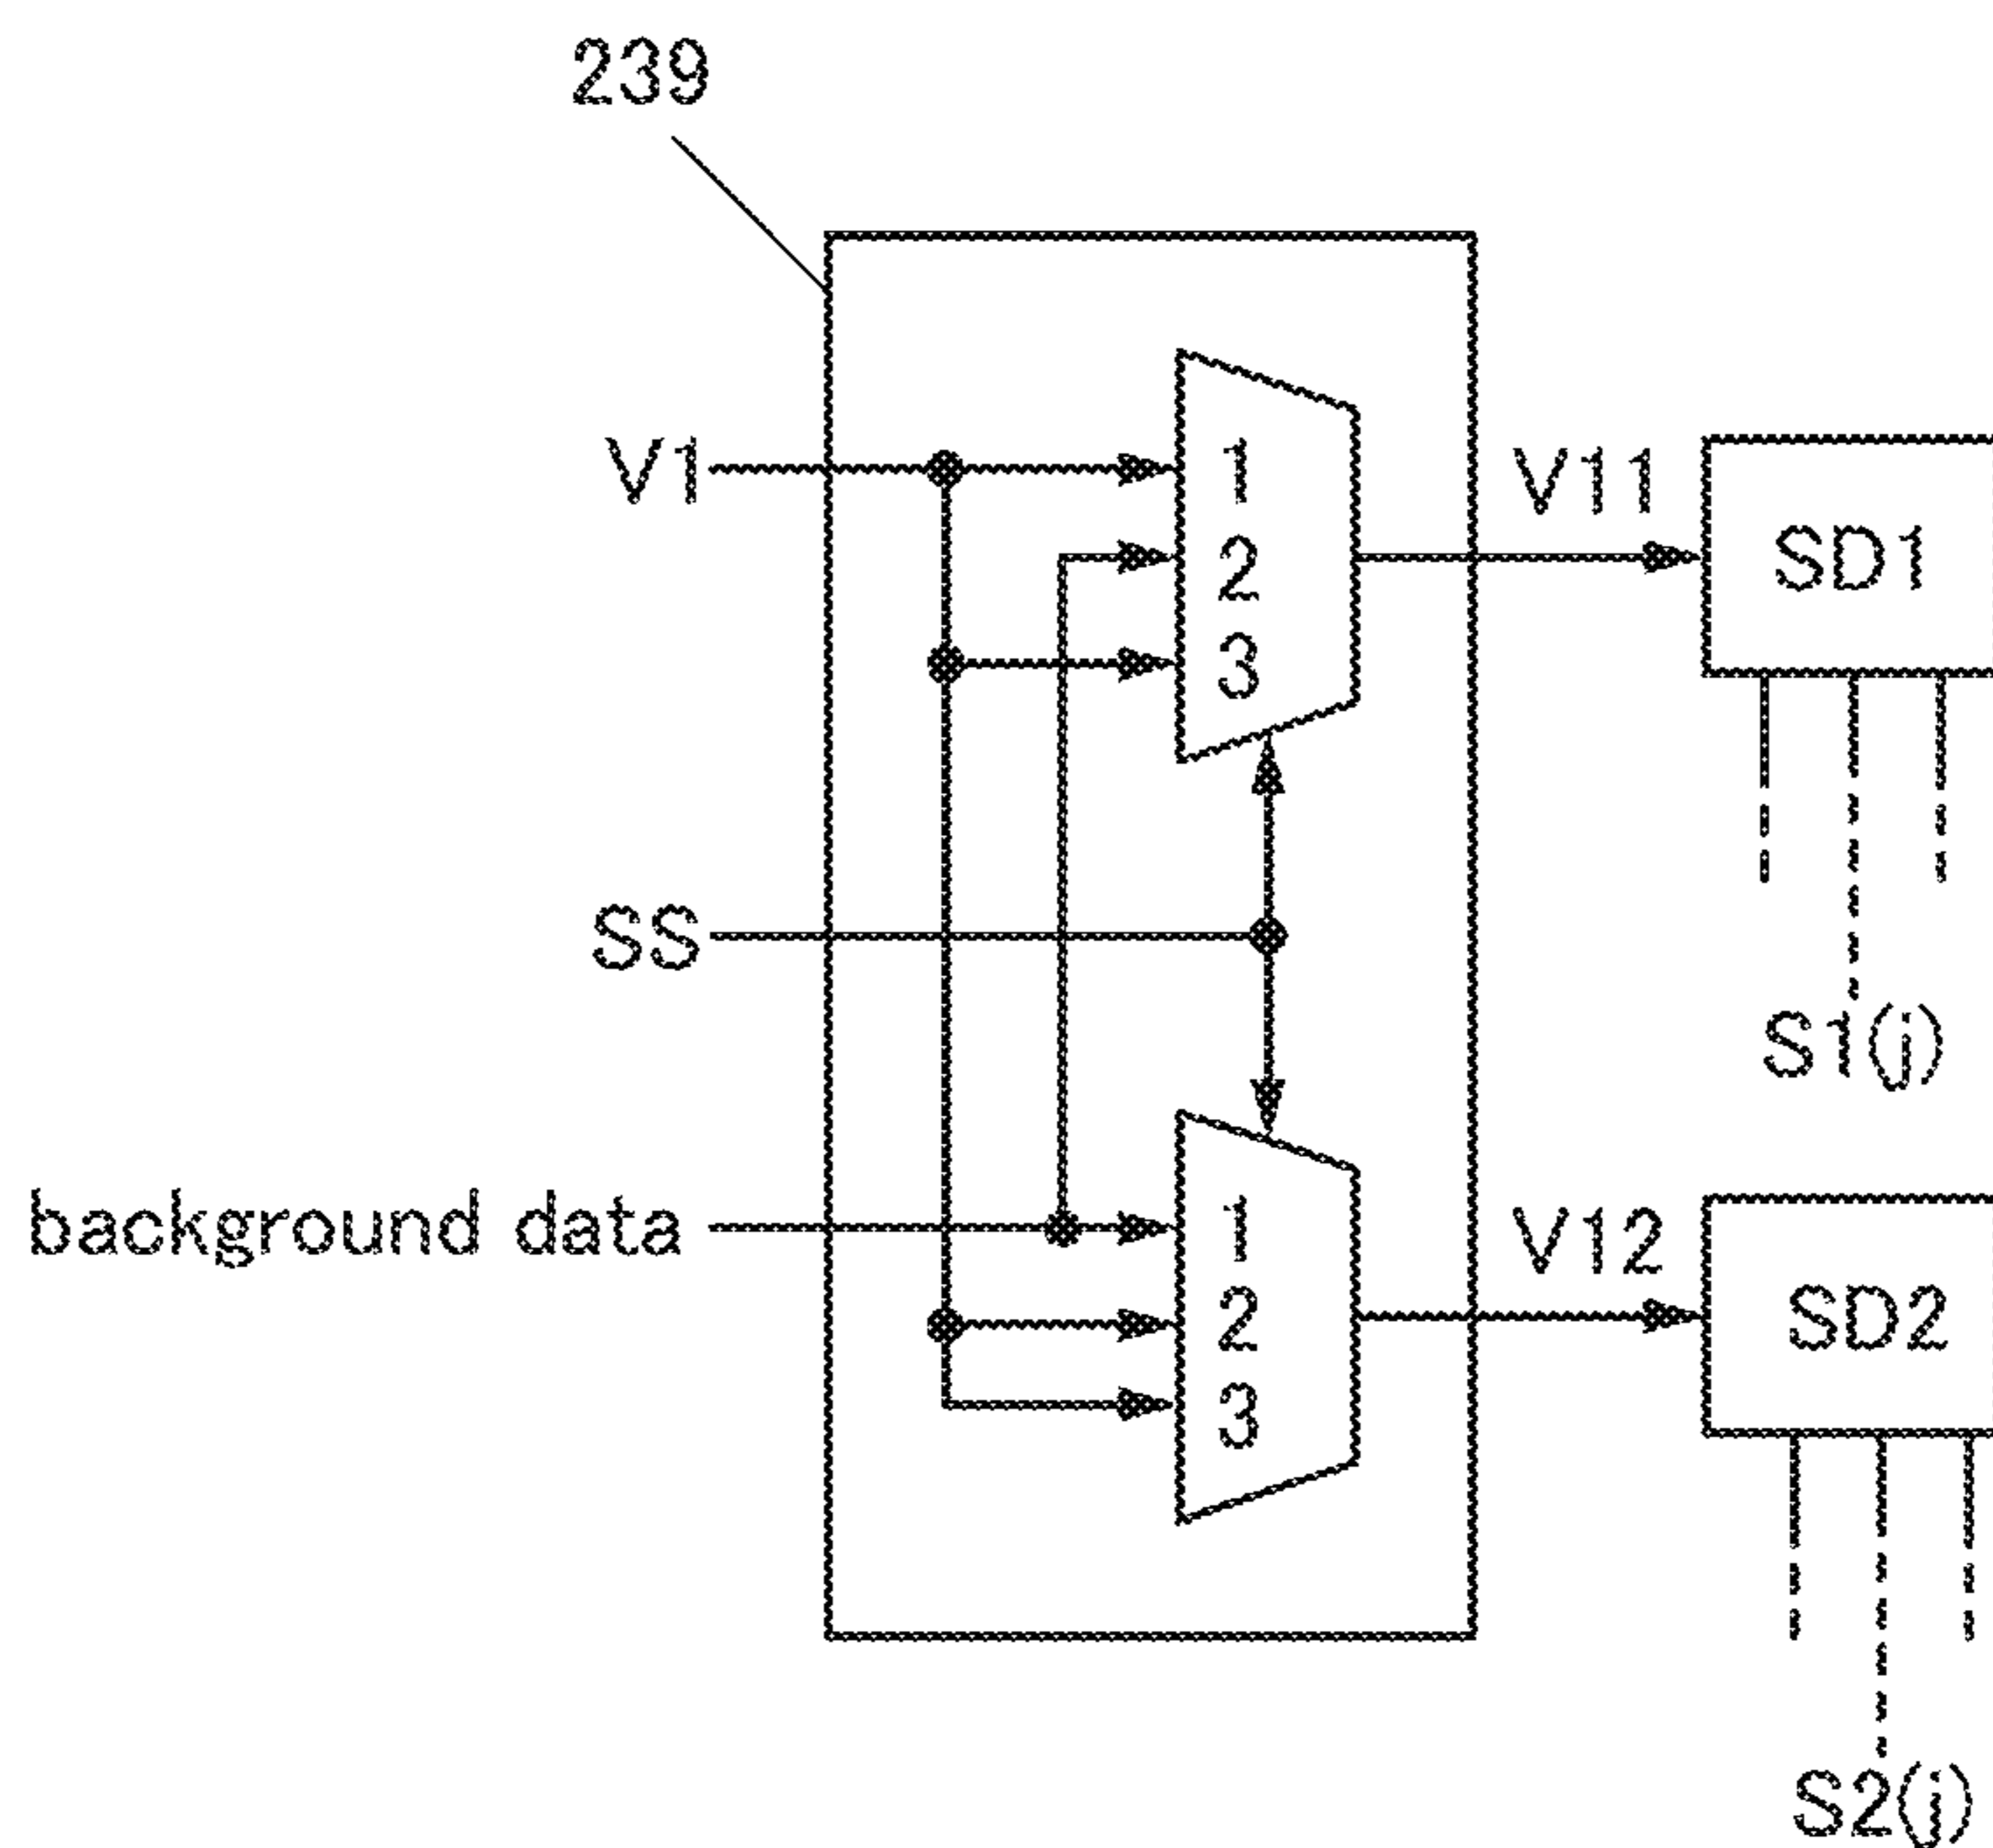 239
V1
1
2
3
V11
SD1
SS
S1(j)
background data
1
2
3
V12
SD2
S2(j)